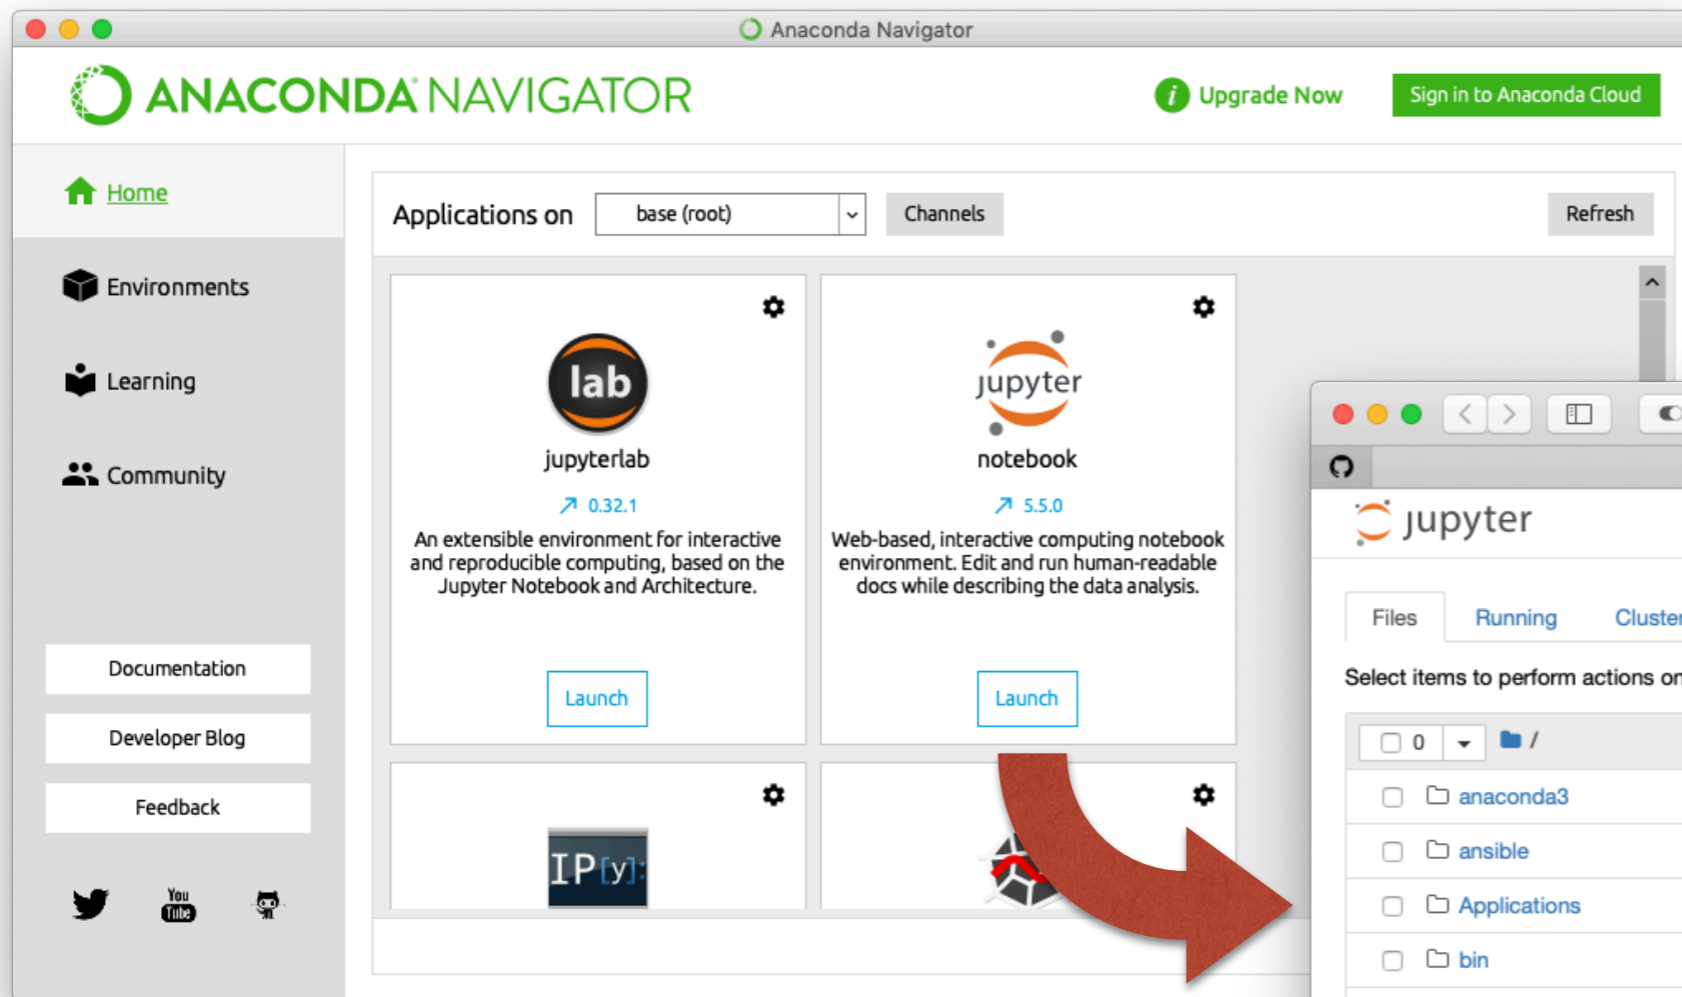 Anaconda Navigator
ANACONDA NAVIGATOR
Upgrade Now
Sign in to Anaconda Cloud
Home
Environments
Learning
Community
Documentation
Developer Blog
Feedback
You
Tube
Applications on
base (root)
Channels
Refresh
lab
jupyterlab
0.32.1
An extensible environment for interactive
and reproducible computing, based on the
Jupyter Notebook and Architecture.
Launch
jupyter
notebook
5.5.0
Web-based, interactive computing notebook
environment. Edit and run human-readable
docs while describing the data analysis.
Launch
IP[y]:
jupyter
Files
Running
Cluster
Select items to perform actions on
0
/
anaconda3
ansible
Applications
bin